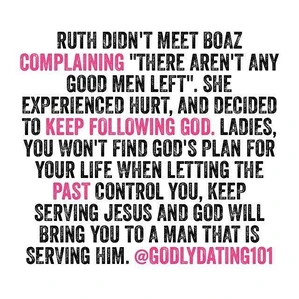 RUTH DIDN'T MEET BOAZ
COMPLAINING "THERE AREN'T ANY
GOOD MEN LEFT". SHE
EXPERIENCED HURT, AND DECIDED
TO KEEP FOLLOWING GOD. LADIES,
YOU WON'T FIND GOD'S PLAN FOR
YOUR LIFE WHEN LETTING THE
PAST CONTROL YOU, KEEP
SERVING JESUS AND GOD WILL
BRING YOU TO A MAN THAT IS
SERVING HIM. @GODLYDATING101